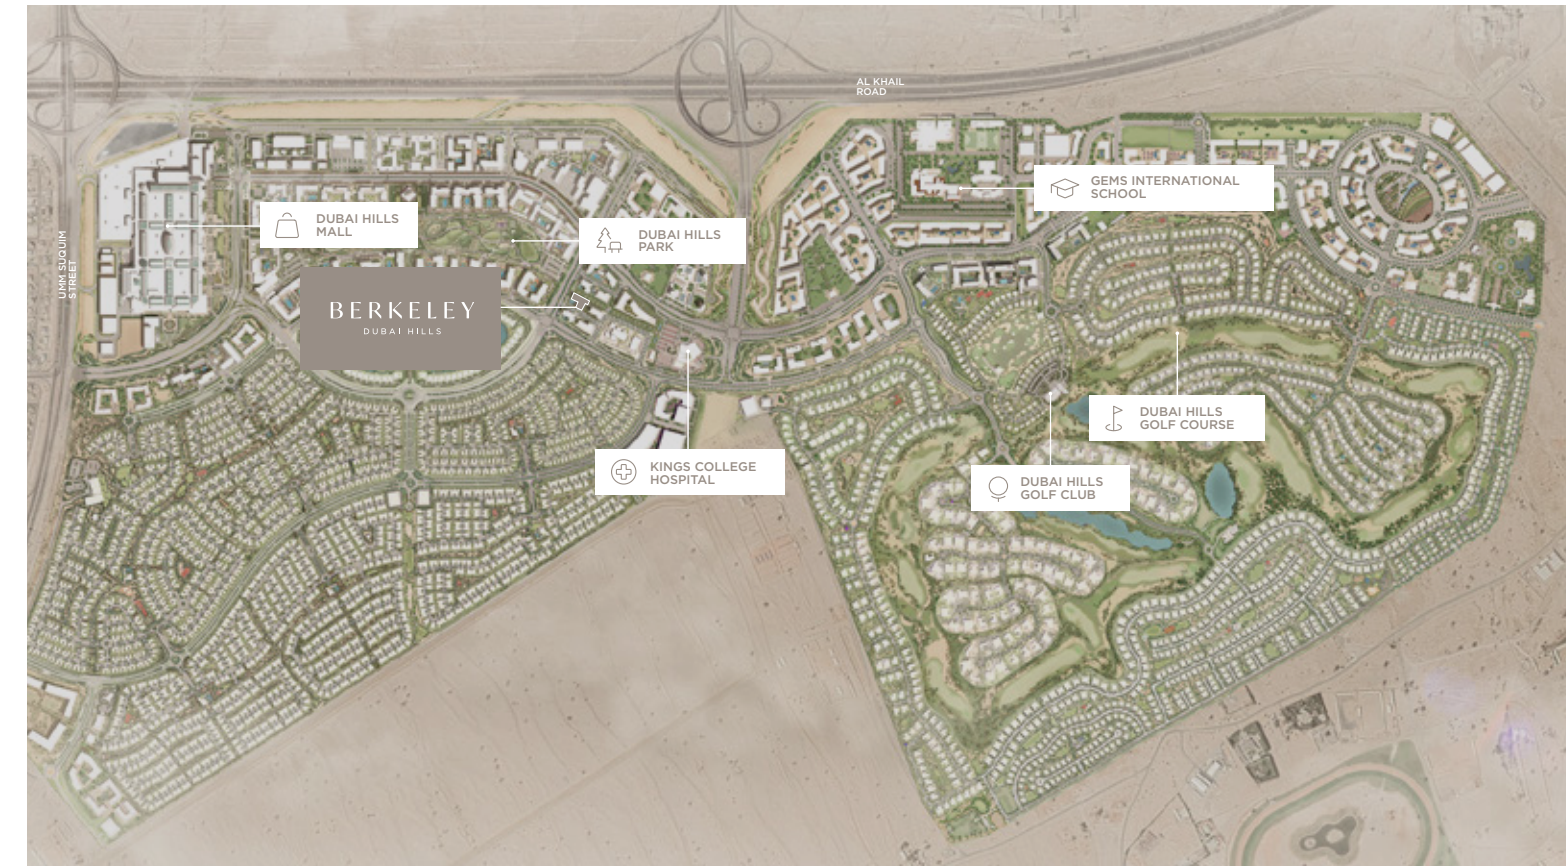 AL KHAIL
ROAD
GEMS INTERNATIONAL
SCHOOL
DUBAI HILLS
MALL
DUBAI HILLS
PARK
UMM SUQUIM
STREET
BERKELEY
DUBAI HILLS
DUBAI HILLS
GOLF COURSE
KINGS COLLEGE
HOSPITAL
DUBAI HILLS
GOLF CLUB